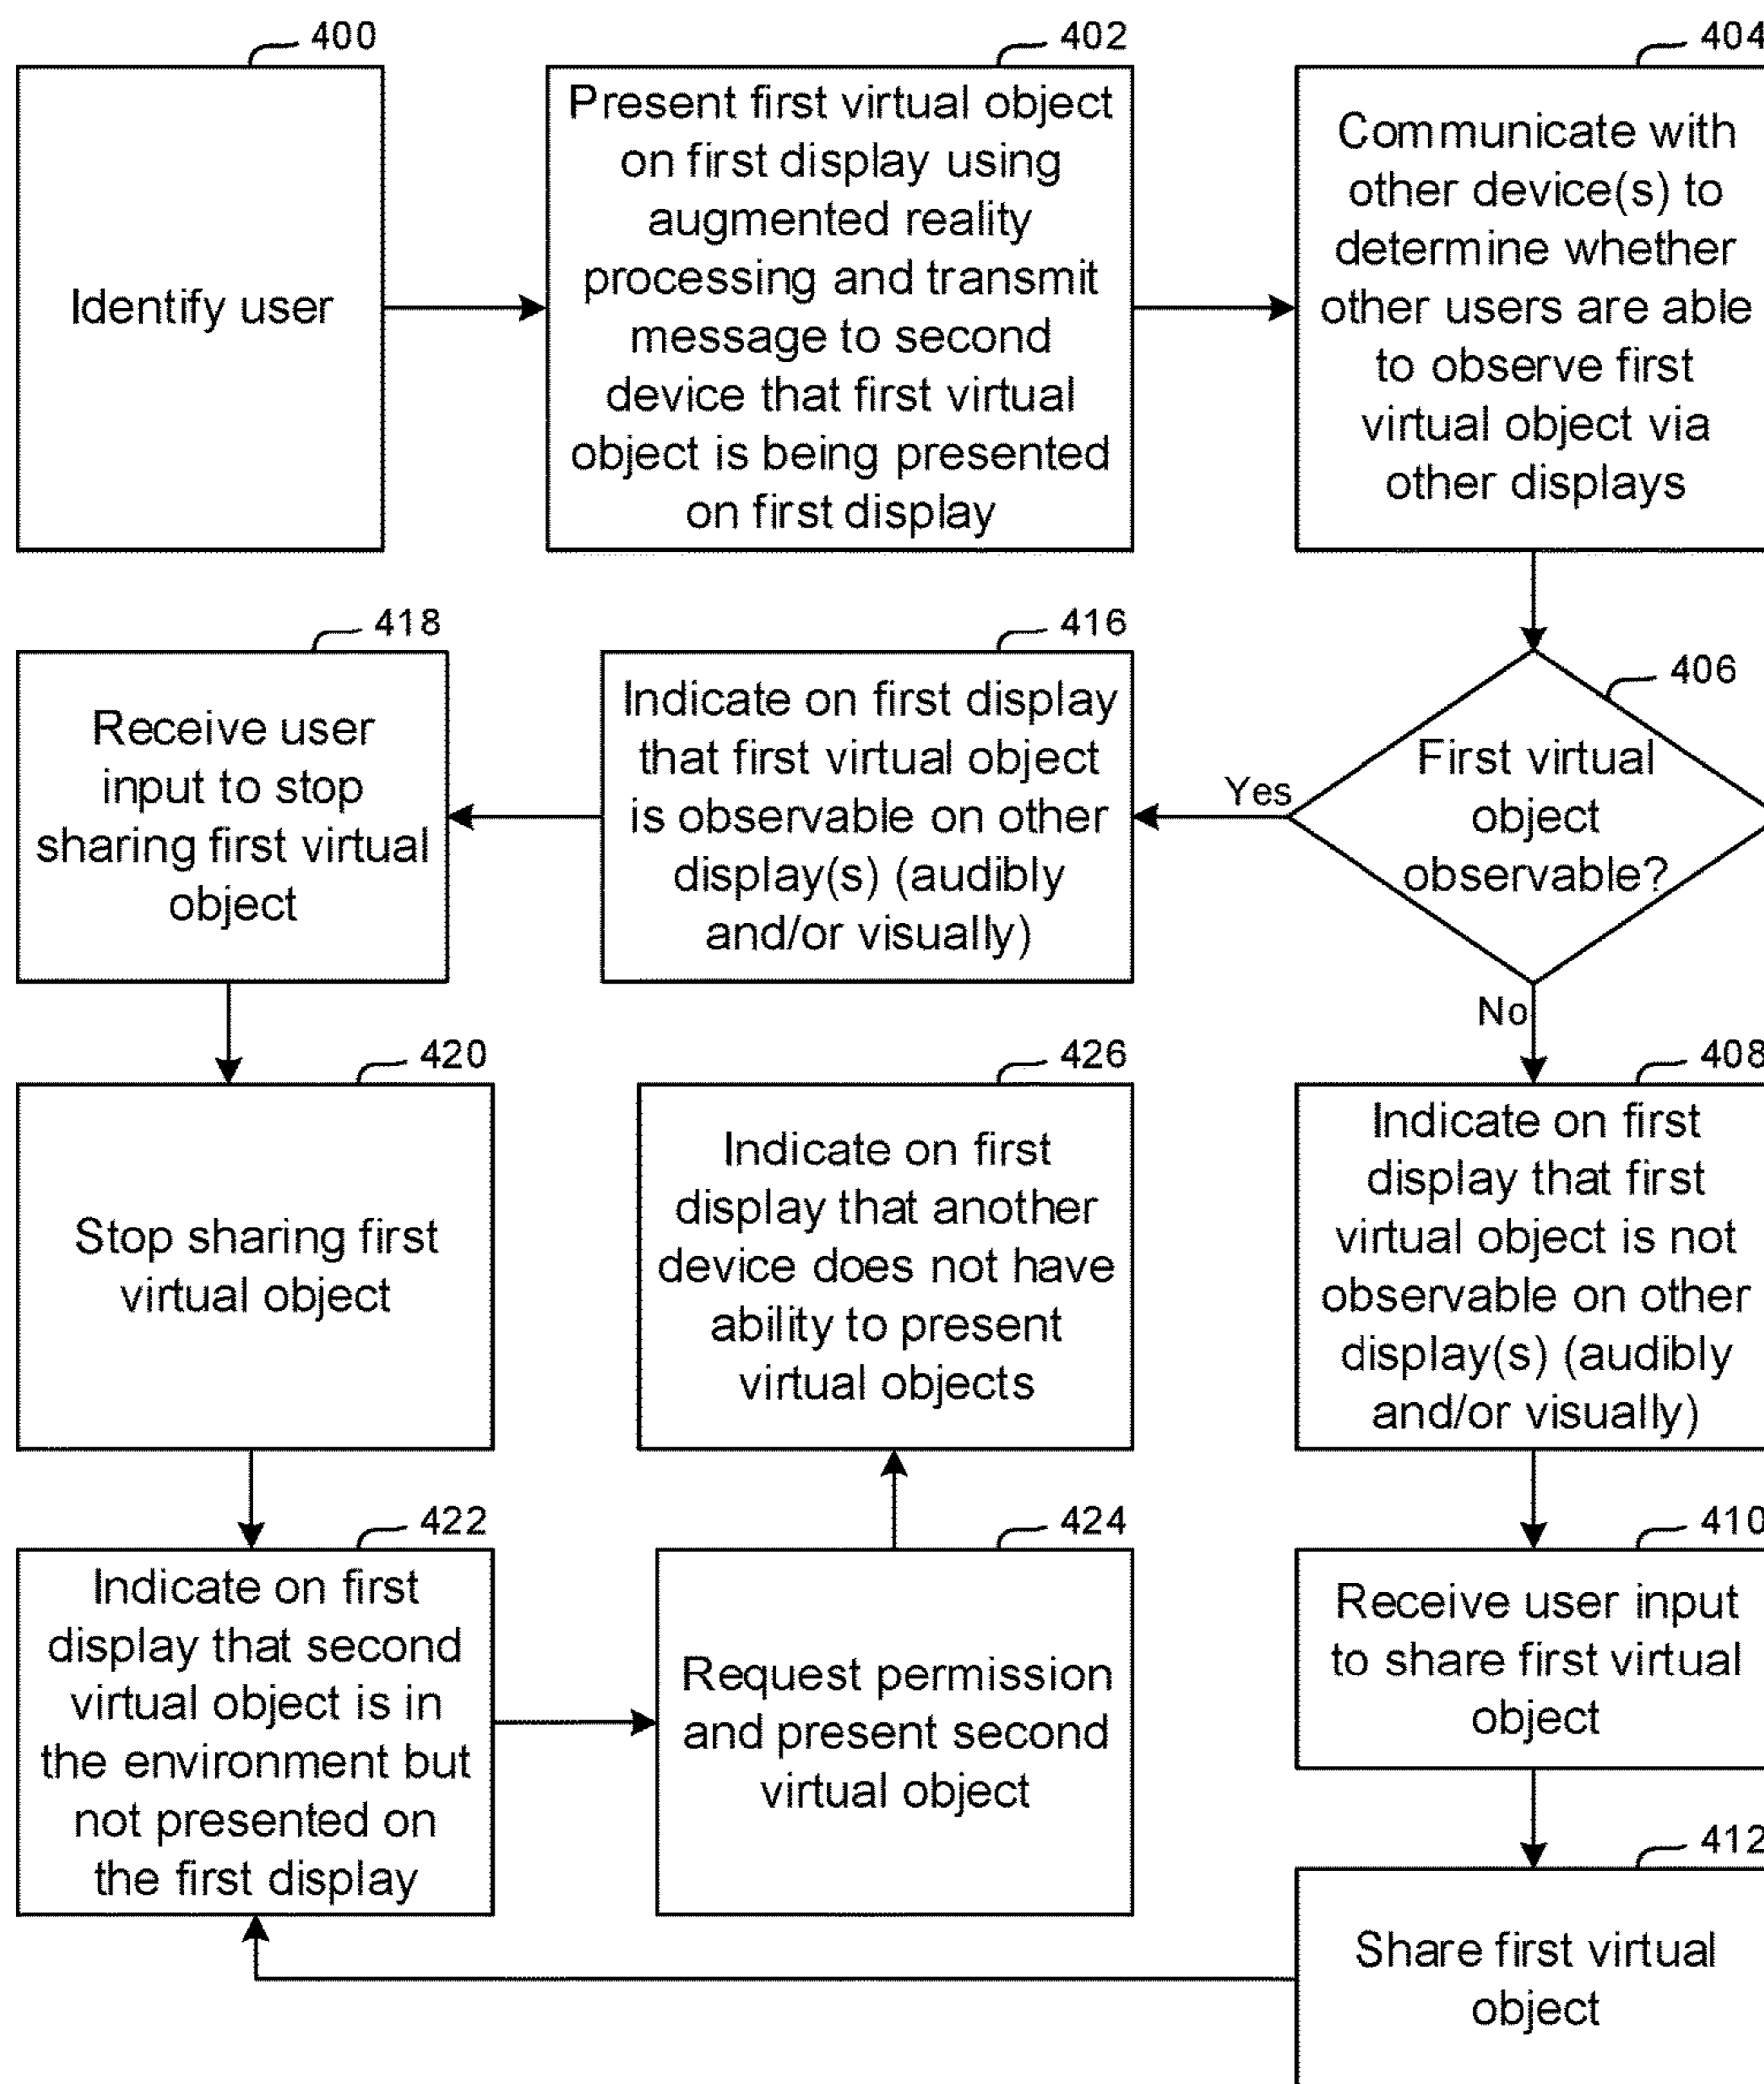 400
Identify user
402
Present first virtual object
on first display using
augmented reality
processing and transmit
message to second
device that first virtual
object is being presented
on first display
404
Communicate with
other device(s) to
determine whether
other users are able
to observe first
virtual object via
other displays
406
First virtual
object
observable?
Yes
No
416
Indicate on first display
that first virtual object
is observable on other
display(s) (audibly
and/or visually)
418
Receive user
input to stop
sharing first virtual
object
420
Stop sharing first
virtual object
426
Indicate on first
display that another
device does not have
ability to present
virtual objects
408
Indicate on first
display that first
virtual object is not
observable on other
display(s) (audibly
and/or visually)
422
Indicate on first
display that second
virtual object is in
the environment but
not presented on
the first display
424
Request permission
and present second
virtual object
410
Receive user input
to share first virtual
object
412
Share first virtual
object